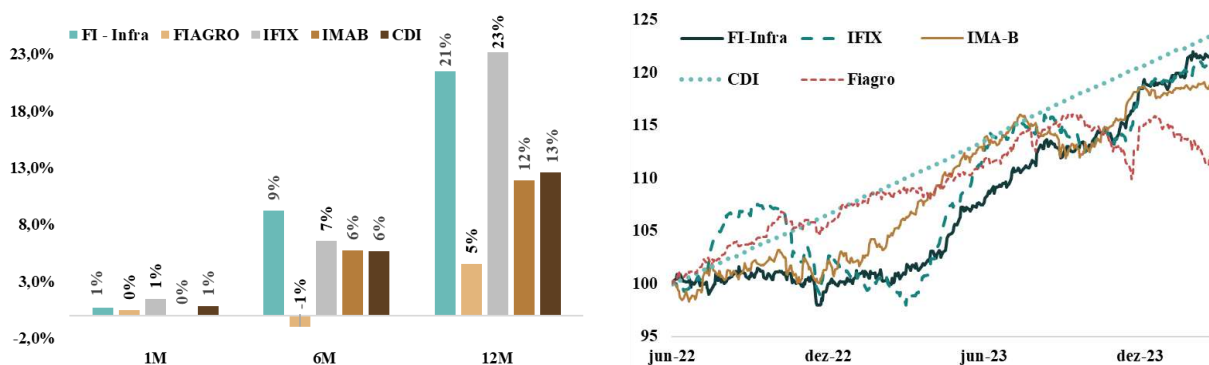 FI - Infra FIAGRO IFIX IMAB CDI
23,0%
18,0%
13,0%
8,0%
3,0%
-2,0%
1% 0% 1% 0% 1%
9% -1% 7% 6% 6%
21% 5% 23% 12% 13%
1M 6M 12M
125
120
115
110
105
100
95
FI-Infra IFIX IMA-B
CDI Fiagro
jun-22 dez-22 jun-23 dez-23